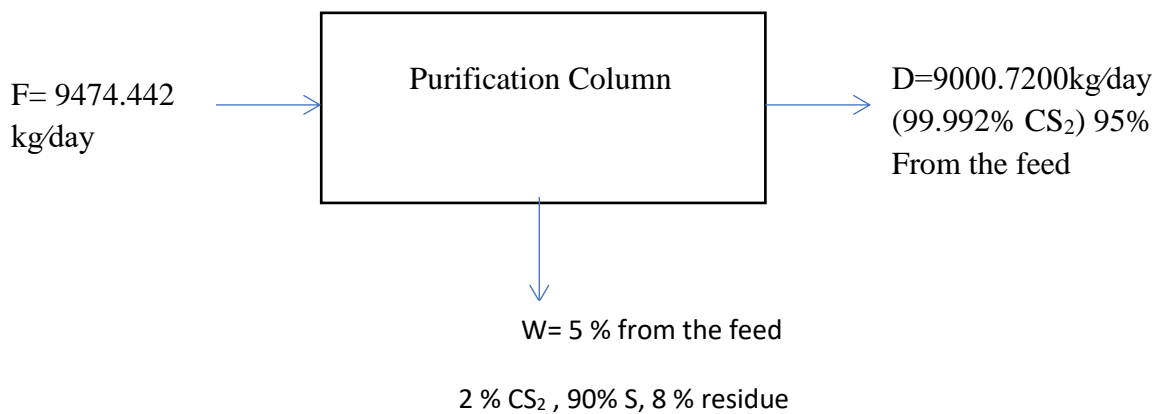 Purification Column
F= 9474.442
kg∕day
D=9000.7200kg∕day
(99.992% CS₂) 95%
From the feed
W= 5 % from the feed
2 % CS₂ , 90% S, 8 % residue